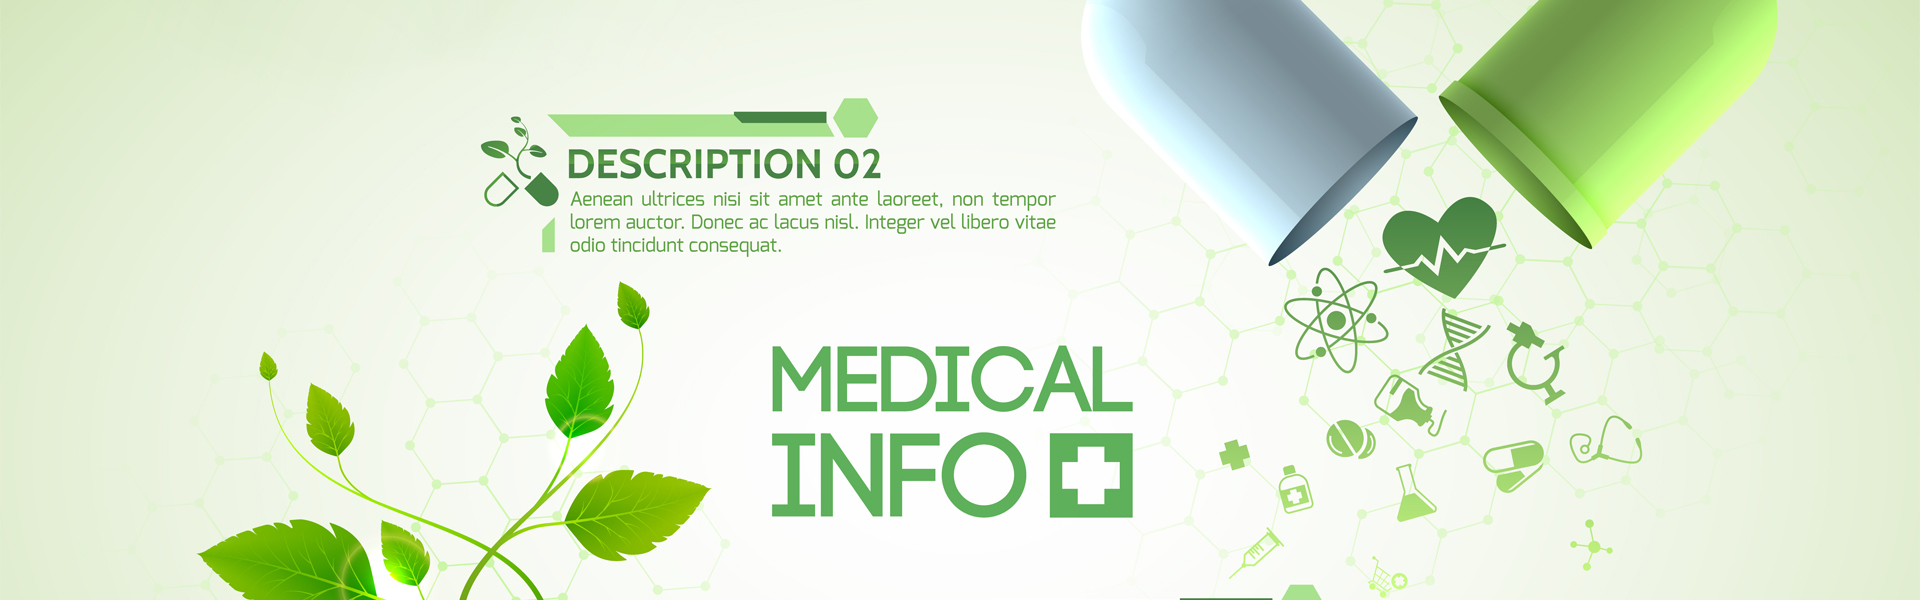 DESCRIPTION 02
Aenean ultrices nisi sit amet ante laoreet, non tempor
lorem auctor. Donec ac lacus nisl. Integer vel libero vitae
odio tincidunt consequat.
MEDICAL
INFO